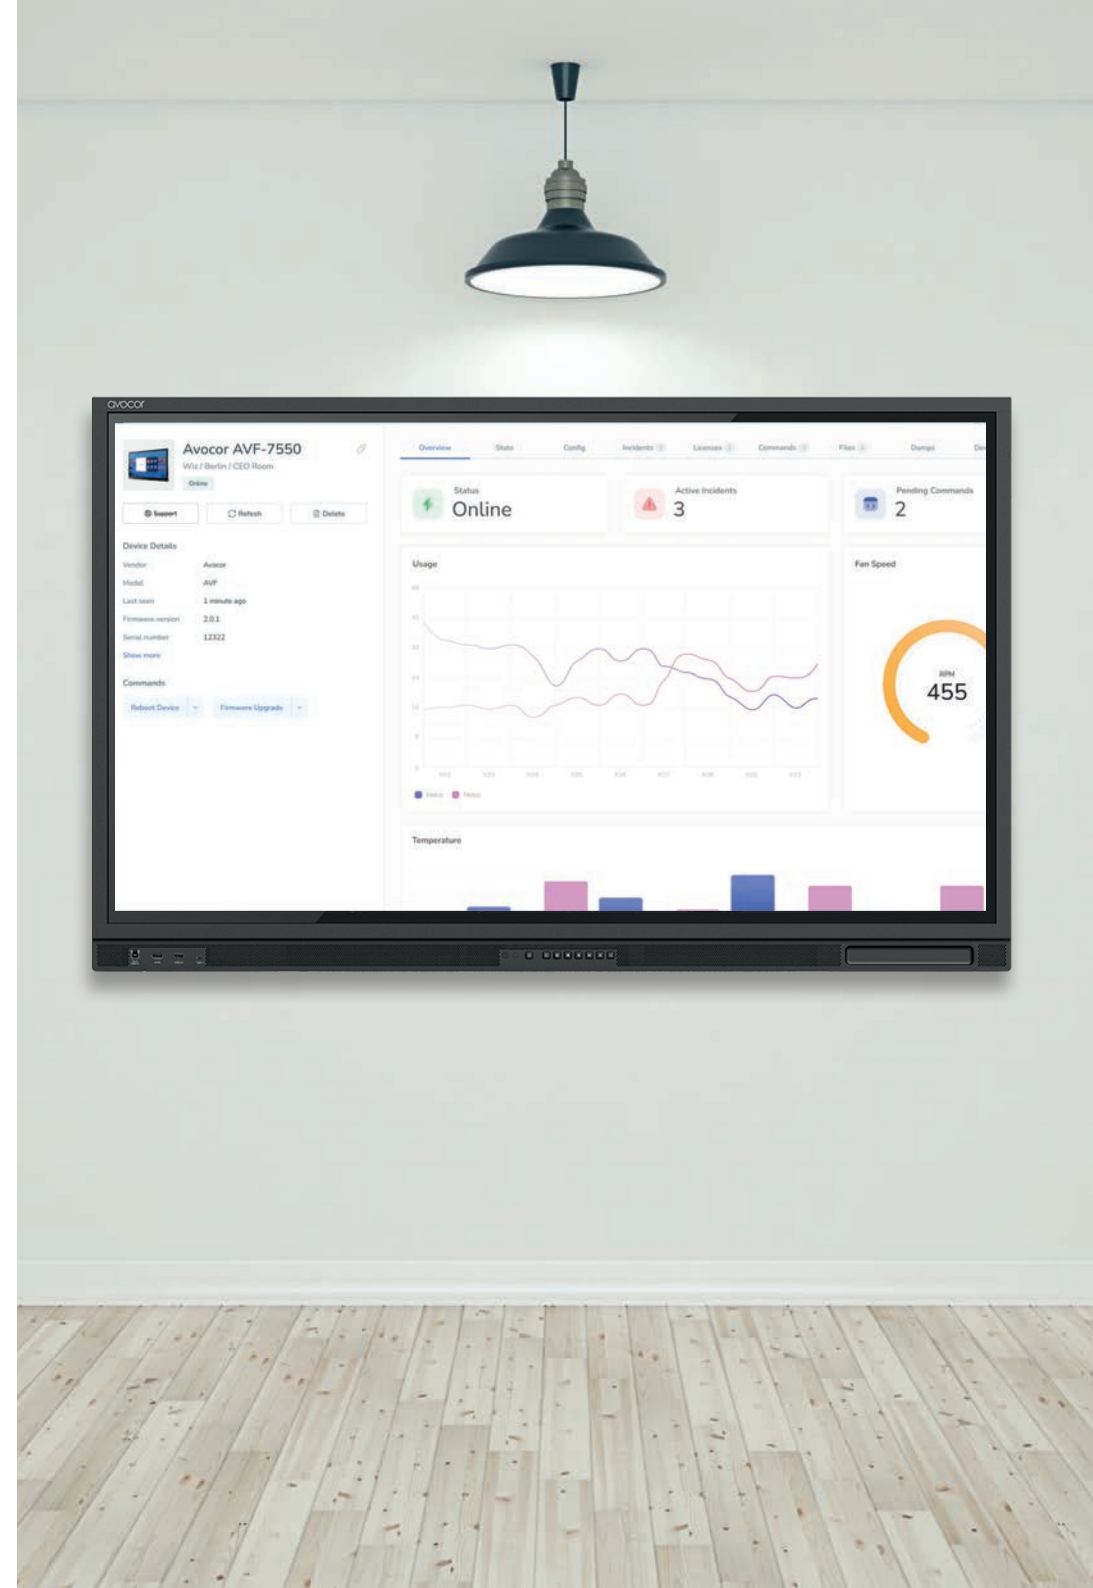 avocor
Avocor AVF-7550
Wiz / Berlin / CEO Room
Online
Support
Refresh
Delete
Device Details
Vendor Avocor
Model AVF
Last seen 1 minute ago
Firmware version 2.0.1
Serial number 12322
Show more
Commands
Reboot Device
Firmware Upgrade
Overview State Config Incidents Licenses Commands Files Dumps
Status
Online
Active Incidents
3
Pending Commands
2
Usage
Fan Speed
RPM
455
Temperature